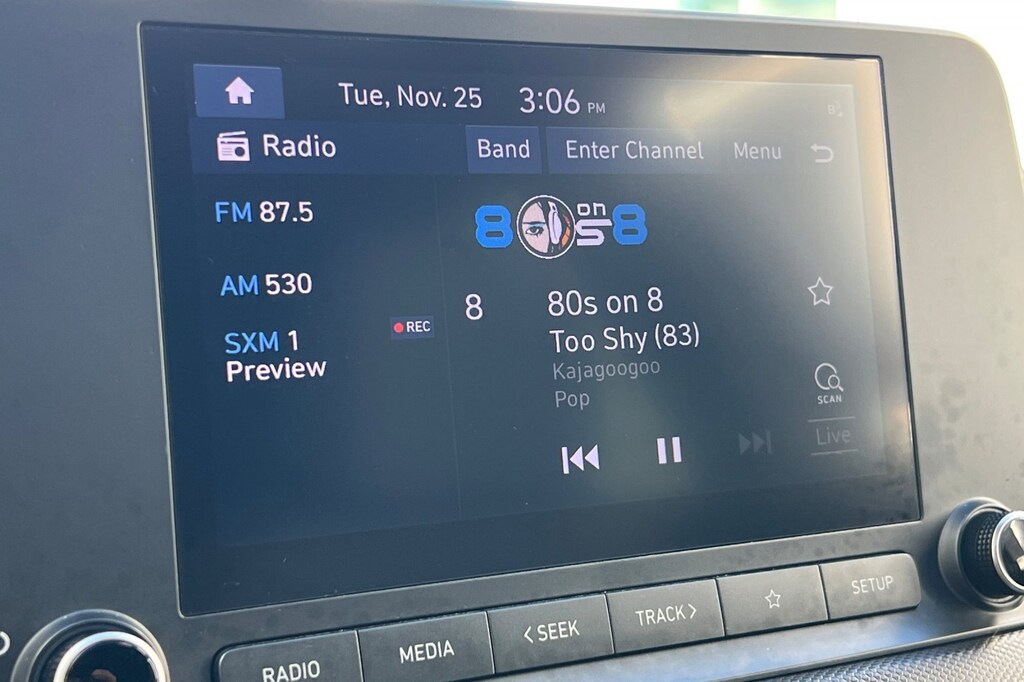 Tue, Nov. 25 3:06 PM
Radio Band Enter Channel Menu
FM 87.5
8 on 8
s
AM 530
8 80s on 8
REC
SXM 1
Preview
Too Shy (83)
Kajagoogoo
Pop
SCAN
Live
RADIO MEDIA <SEEK TRACK> SETUP